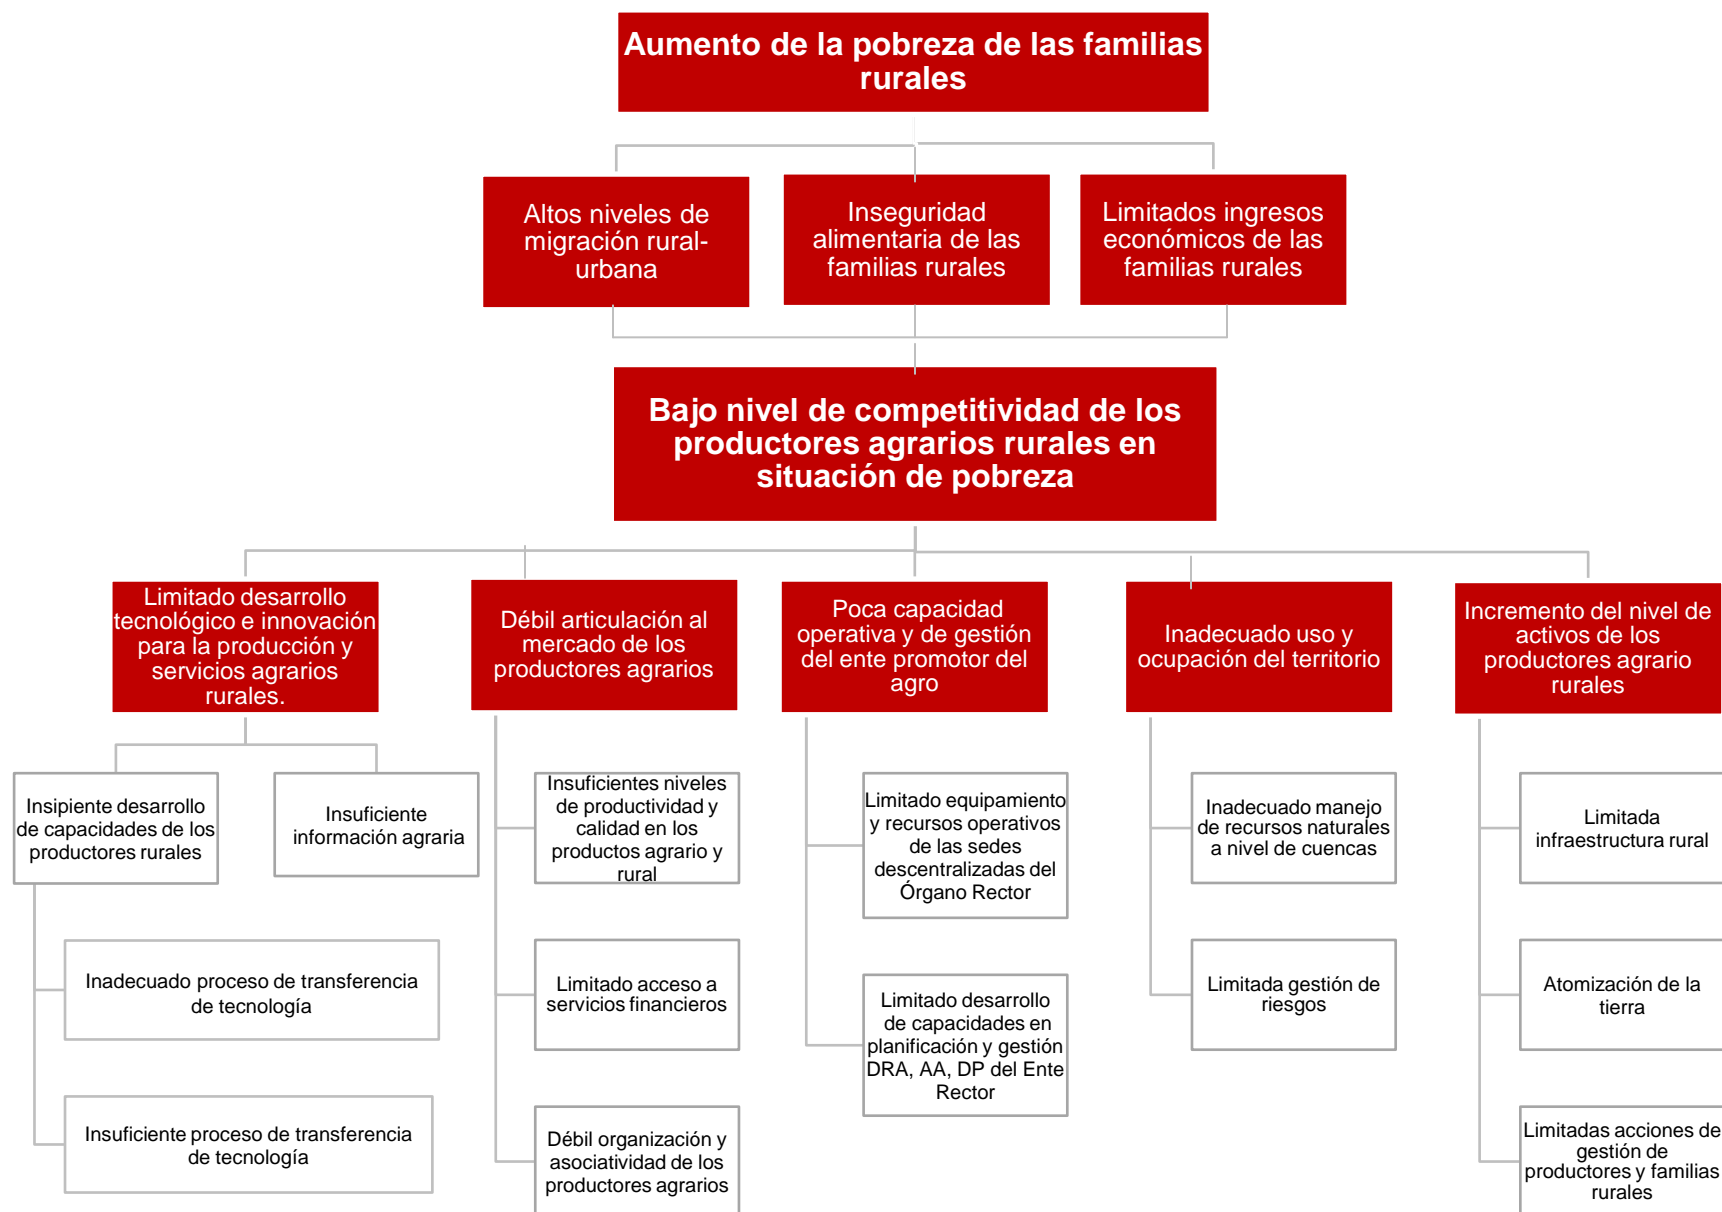 Aumento de la pobreza de las familias
rurales
Altos niveles de
migración rural-
urbana
Inseguridad
alimentaria de las
familias rurales
Limitados ingresos
económicos de las
familias rurales
Bajo nivel de competitividad de los
productores agrarios rurales en
situación de pobreza
Limitado desarrollo
tecnológico e innovación
para la producción y
servicios agrarios
rurales.
Débil articulación al
mercado de los
productores agrarios
Poca capacidad
operativa y de gestión
del ente promotor del
agro
Inadecuado uso y
ocupación del territorio
Incremento del nivel de
activos de los
productores agrario
rurales
Insipiente desarrollo
de capacidades de los
productores rurales
Insuficiente
información agraria
Inadecuado proceso de transferencia
de tecnología
Insuficiente proceso de transferencia
de tecnología
Insuficientes niveles
de productividad y
calidad en los
productos agrario y
rural
Limitado acceso a
servicios financieros
Débil organización y
asociatividad de los
productores agrarios
Limitado equipamiento
y recursos operativos
de las sedes
descentralizadas del
Órgano Rector
Limitado desarrollo
de capacidades en
planificación y gestión
DRA, AA, DP del Ente
Rector
Inadecuado manejo
de recursos naturales
a nivel de cuencas
Limitada gestión de
riesgos
Limitada
infraestructura rural
Atomización de la
tierra
Limitadas acciones de
gestión de
productores y familias
rurales